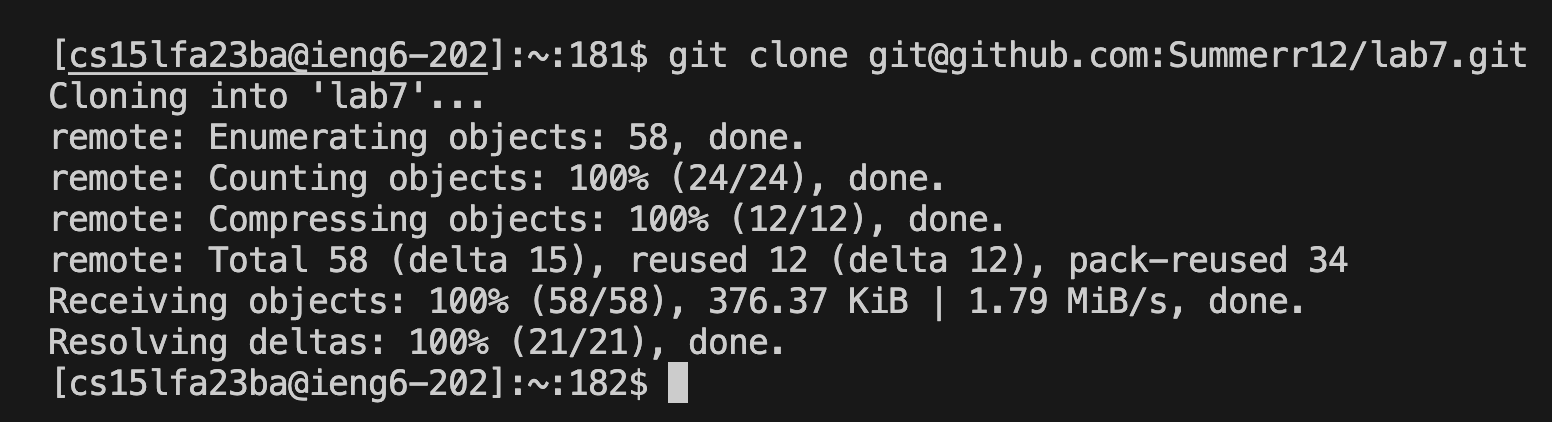 [cs15lfa23ba@ieng6-202]:~:181$ git clone git@github.com:Summerr12/lab7.git
Cloning into 'lab7'...
remote: Enumerating objects: 58, done.
remote: Counting objects: 100% (24/24), done.
remote: Compressing objects: 100% (12/12), done.
remote: Total 58 (delta 15), reused 12 (delta 12), pack-reused 34
Receiving objects: 100% (58/58), 376.37 KiB | 1.79 MiB/s, done.
Resolving deltas: 100% (21/21), done.
[cs15lfa23ba@ieng6-202]:~:182$